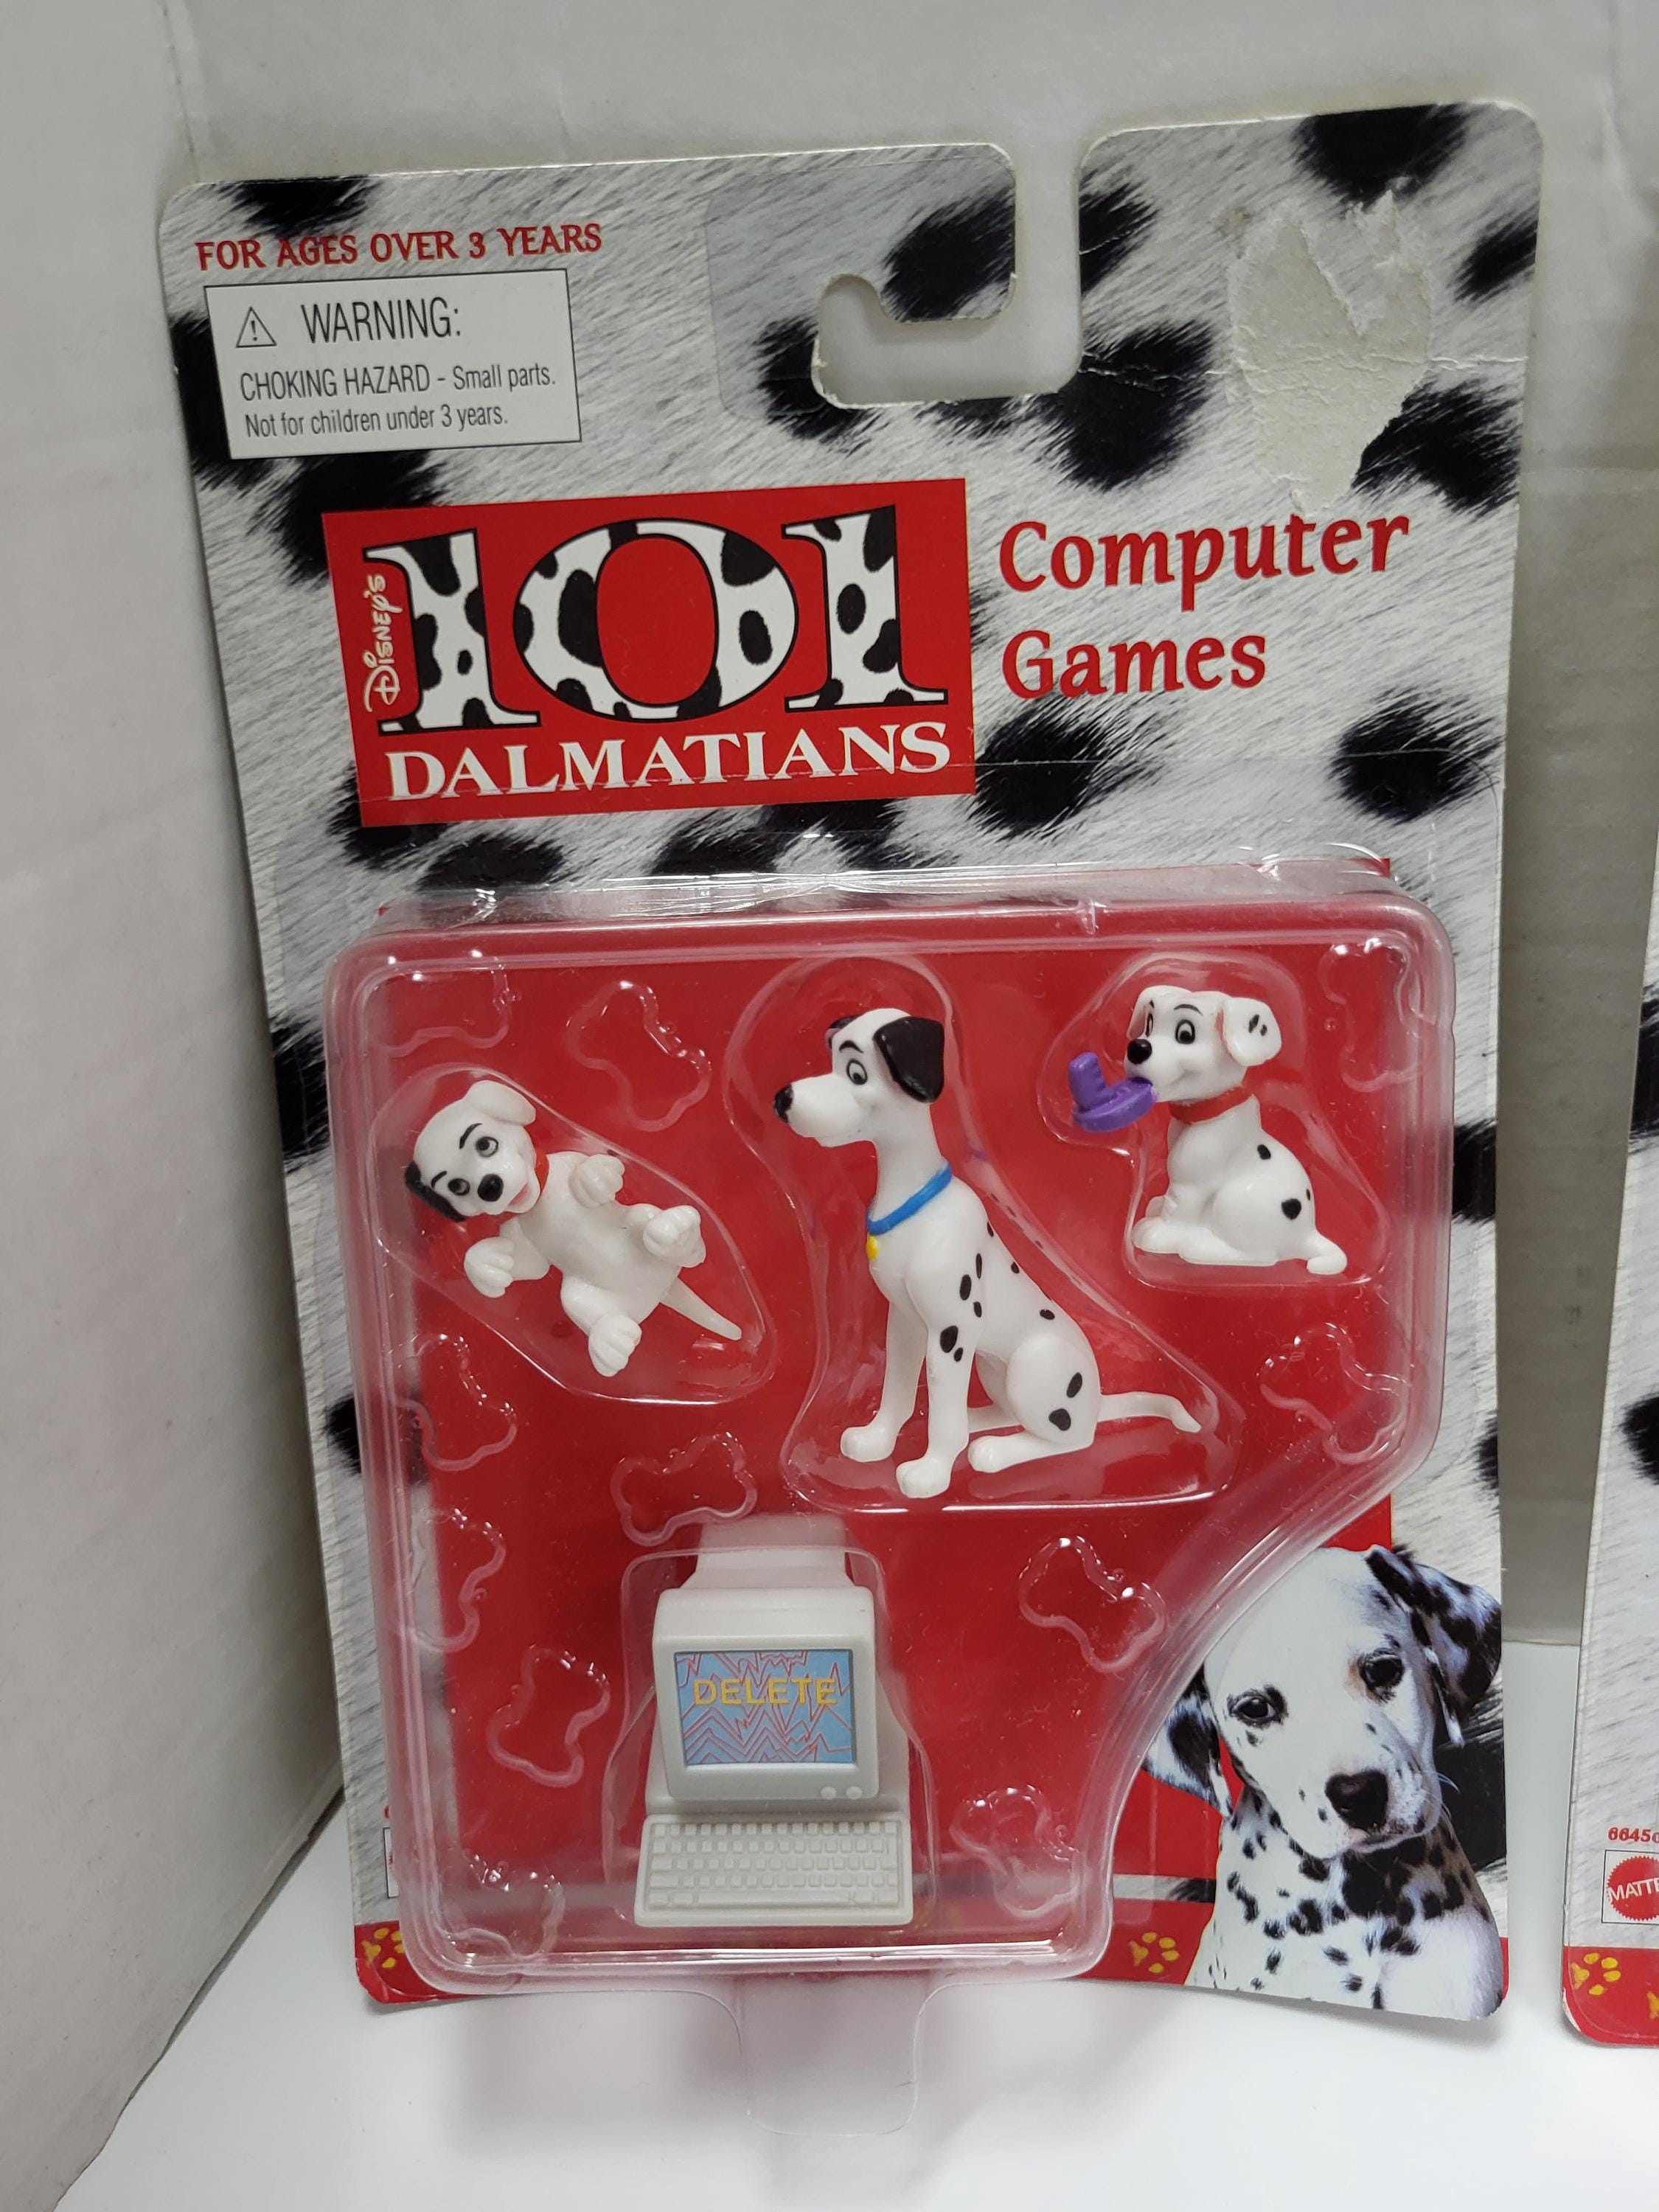 FOR AGES OVER 3 YEARS
WARNING:
CHOKING HAZARD - Small parts.
Not for children under 3 years.
Disney's
101
DALMATIANS
Computer
Games
DELETE